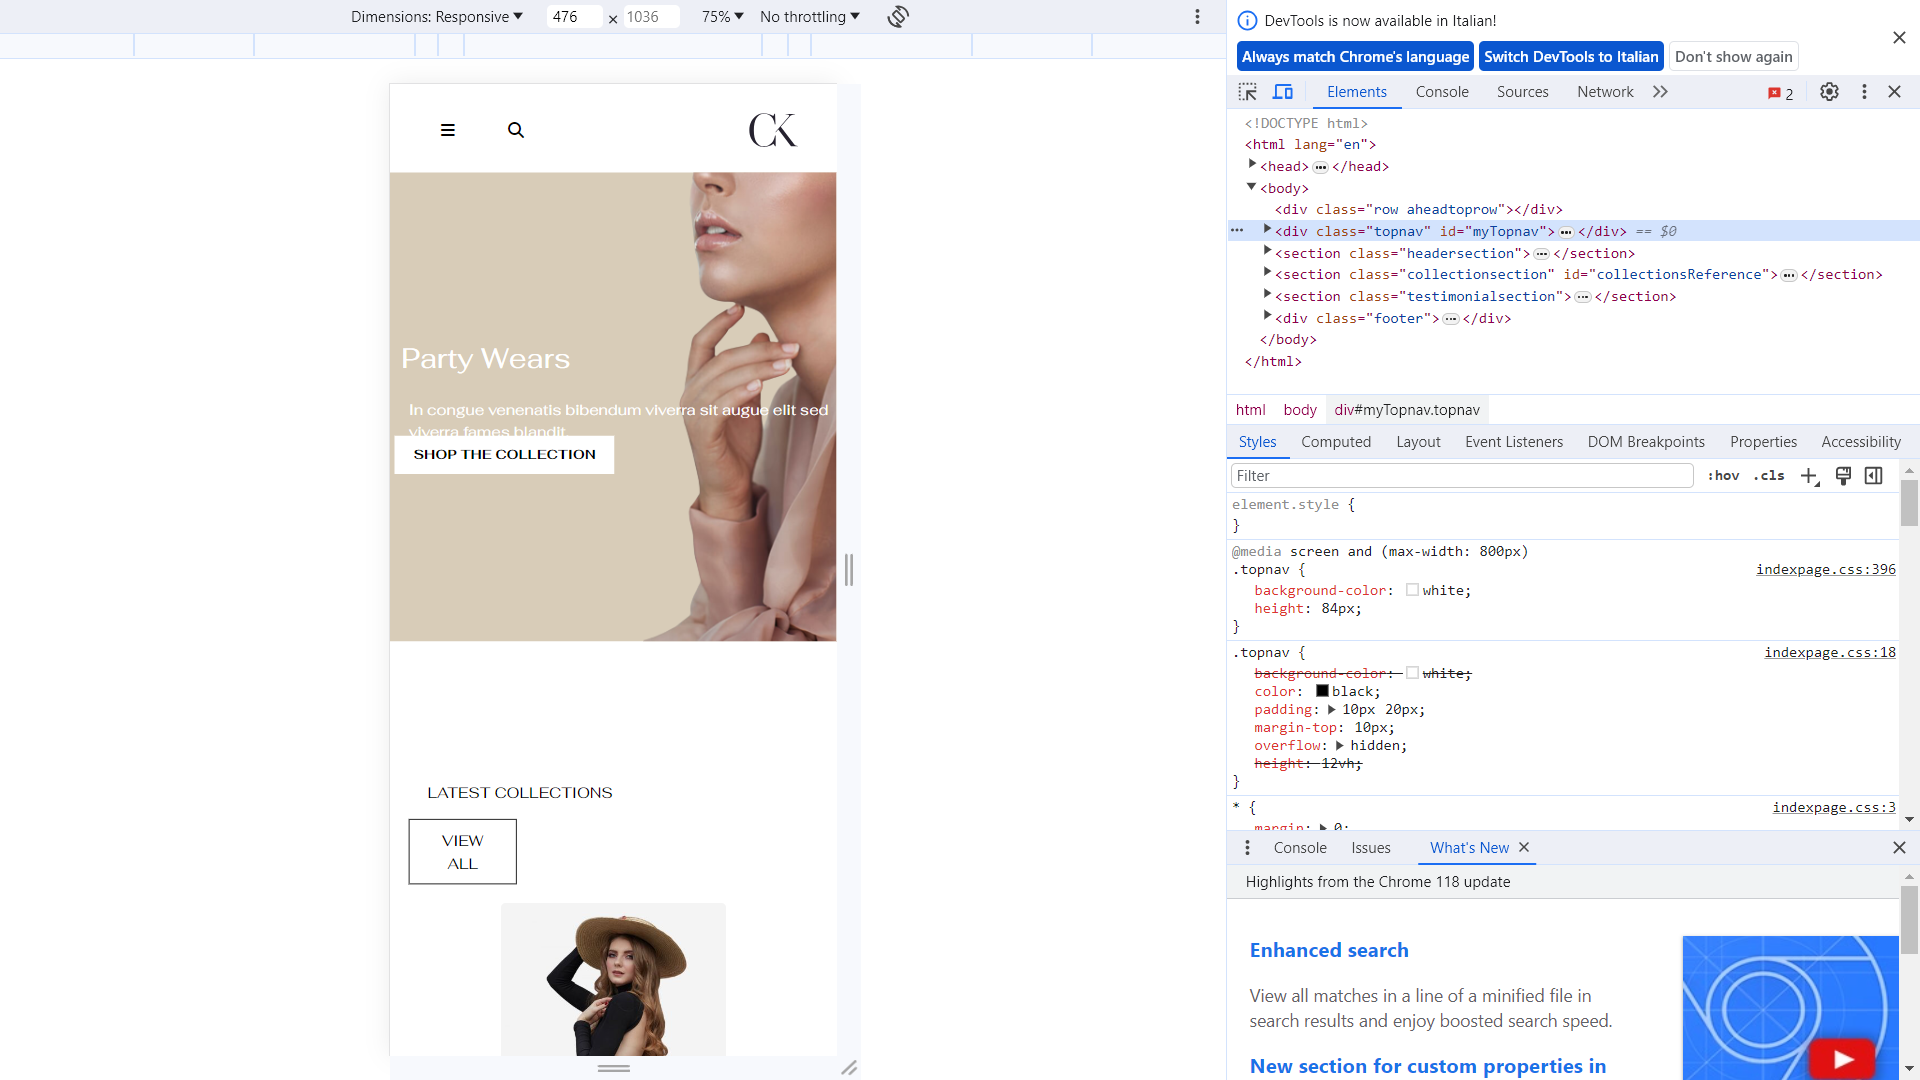 Dimensions: Responsive ▼ 476 × 1036 75% ▼ No throttling ▼
CK
Party Wears
In congue venenatis bibendum viverra sit augue elit sed
viverra fames blandit
SHOP THE COLLECTION
LATEST COLLECTIONS
VIEW
ALL
DevTools is now available in Italian!
Always match Chrome's language Switch DevTools to Italian Don't show again
Elements Console Sources Network 2
<!DOCTYPE html>
<html lang="en">
<head> ••• </head>
<body>
<div class="row aheadtoprow"></div>
••• <div class="topnav" id="myTopnav"> ••• </div> == $0
<section class="headersection"> ••• </section>
<section class="collectionsection" id="collectionsReference"> ••• </section>
<section class="testimonialsection"> ••• </section>
<div class="footer"> ••• </div>
</body>
</html>
html body div#myTopnav.topnav
Styles Computed Layout Event Listeners DOM Breakpoints Properties Accessibility
Filter :hov .cls
element.style {
}
@media screen and (max-width: 800px)
.topnav { indexpage.css:396
background-color: white;
height: 84px;
}
.topnav { indexpage.css:18
background-color: white;
color: black;
padding: 10px 20px;
margin-top: 10px;
overflow: hidden;
height: 12vh;
}
* { indexpage.css:3
margin: 0;
Console Issues What's New
Highlights from the Chrome 118 update
Enhanced search
View all matches in a line of a minified file in
search results and enjoy boosted search speed.
New section for custom properties in